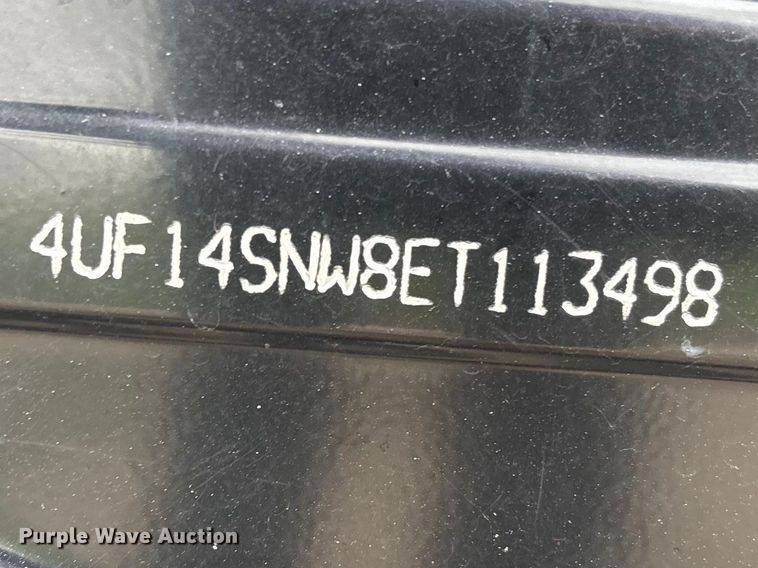 4UF14SNW8ET113498
Purple Wave Auction